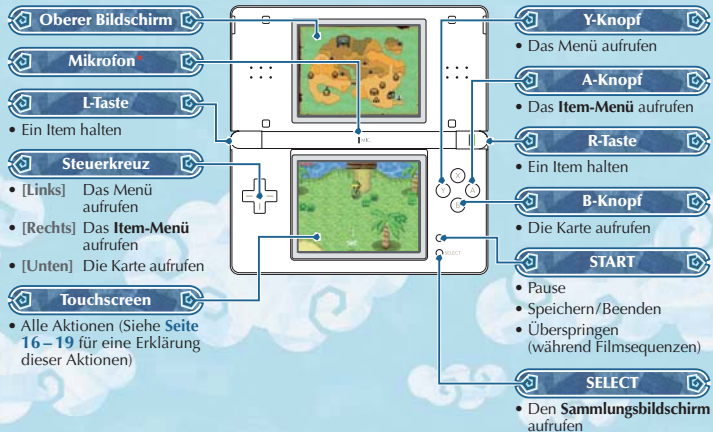 Oberer Bildschirm
Mikrofon*
L-Taste
• Ein Item halten
Steuerkreuz
• [Links] Das Menü
aufrufen
• [Rechts] Das Item-Menü
aufrufen
• [Unten] Die Karte aufrufen
Touchscreen
• Alle Aktionen (Siehe Seite
16–19 für eine Erklärung
dieser Aktionen)
MIC.
X
Y
A
B
SELECT
Y-Knopf
• Das Menü aufrufen
A-Knopf
• Das Item-Menü aufrufen
R-Taste
• Ein Item halten
B-Knopf
• Die Karte aufrufen
START
• Pause
• Speichern/Beenden
• Überspringen
(während Filmsequenzen)
SELECT
• Den Sammlungsbildschirm
aufrufen